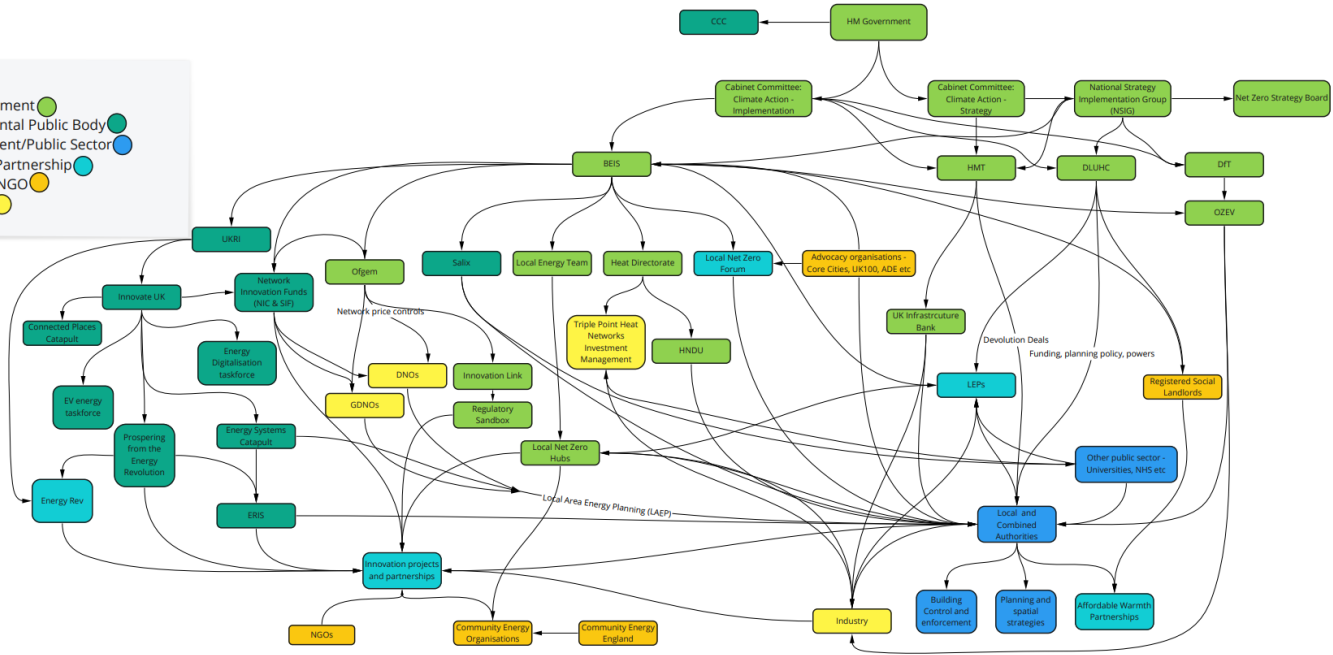 CCC
HM Government
ment
ntal Public Body
ent/Public Sector
Partnership
NGO
Cabinet Committee:
Climate Action -
Implementation
Cabinet Committee:
Climate Action -
Strategy
National Strategy
Implementation Group
(NSIG)
Net Zero Strategy Board
BEIS
HMT
DLUHC
DfT
OZEV
UKRI
Ofgem
Salix
Local Energy Team
Heat Directorate
Local Net Zero
Forum
Advocacy organisations -
Core Cities, UK100, ADE etc
Innovate UK
Network
Innovation Funds
(NIC & SIF)
Network price controls
Connected Places
Catapult
Energy
Digitalisation
taskforce
Triple Point Heat
Networks
Investment
Management
HNDU
UK Infrastrcuture
Bank
Devolution Deals
Funding, planning policy, powers
DNOs
Innovation Link
LEPs
Registered Social
Landlords
EV energy
taskforce
GDNOs
Regulatory
Sandbox
Prospering
from the
Energy
Revolution
Energy Systems
Catapult
Local Net Zero
Hubs
Other public sector -
Universities, NHS etc
Energy Rev
ERIS
Local Area Energy Planning (LAEP)
Local and
Combined
Authorities
Innovation projects
and partnerships
Building
Control and
enforcement
Planning and
spatial
strategies
Affordable Warmth
Partnerships
NGOs
Community Energy
Organisations
Community Energy
England
Industry